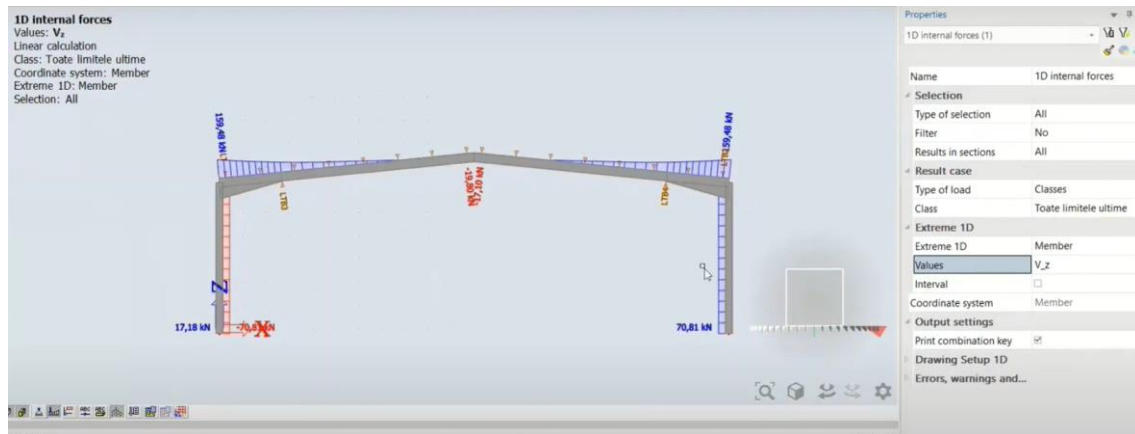 1D internal forces
Values: Vz
Linear calculation
Class: Toate limitele ultime
Coordinate system: Member
Extreme 1D: Member
Selection: All
159,48 kN
159,48 kN
LTB3
-19,80 kN
17,10 kN
LTB4
Z
17,18 kN
X
70,81 kN
Properties
1D internal forces (1)
Name 1D internal forces
Selection
Type of selection All
Filter No
Results in sections All
Result case
Type of load Classes
Class Toate limitele ultime
Extreme 1D
Extreme 1D Member
Values V_z
Interval
Coordinate system Member
Output settings
Print combination key
Drawing Setup 1D
Errors, warnings and...